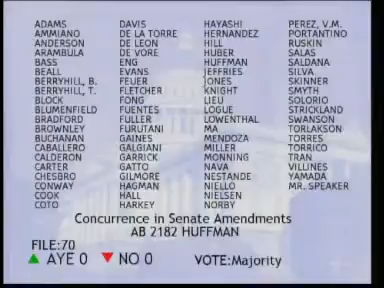 ADAMS DAVIS HAYASHI PEREZ, V.M.
AMMIANO DE LA TORRE HERNANDEZ PORTANTINO
ANDERSON DE LEON HILL RUSKIN
ARAMBULA DE VORE HUBER SALAS
BASS ENG HUFFMAN SALDANA
BEALL EVANS JEFFRIES SILVA
BERRYHILL, B. FEUER JONES SKINNER
BERRYHILL, T. FLETCHER KNIGHT SMYTH
BLOCK FONG LIEU SOLORIO
BLUMENFIELD FUENTES LOGUE STRICKLAND
BRADFORD FULLER LOWENTHAL SWANSON
BROWNLEY FURUTANI MA TORLAKSON
BUCHANAN GAINES MENDOZA TORRES
CABALLERO GALGIANI MILLER TORRICO
CALDERON GARRICK MONNING TRAN
CARTER GATTO NAVA VILLINES
CHESBRO GILMORE NESTANDE YAMADA
CONWAY HAGMAN NIELLO MR. SPEAKER
COOK HALL NIELSEN
COTO HARKEY NORBY
Concurrence in Senate Amendments
AB 2182 HUFFMAN
FILE:70
AYE 0 NO 0 VOTE:Majority